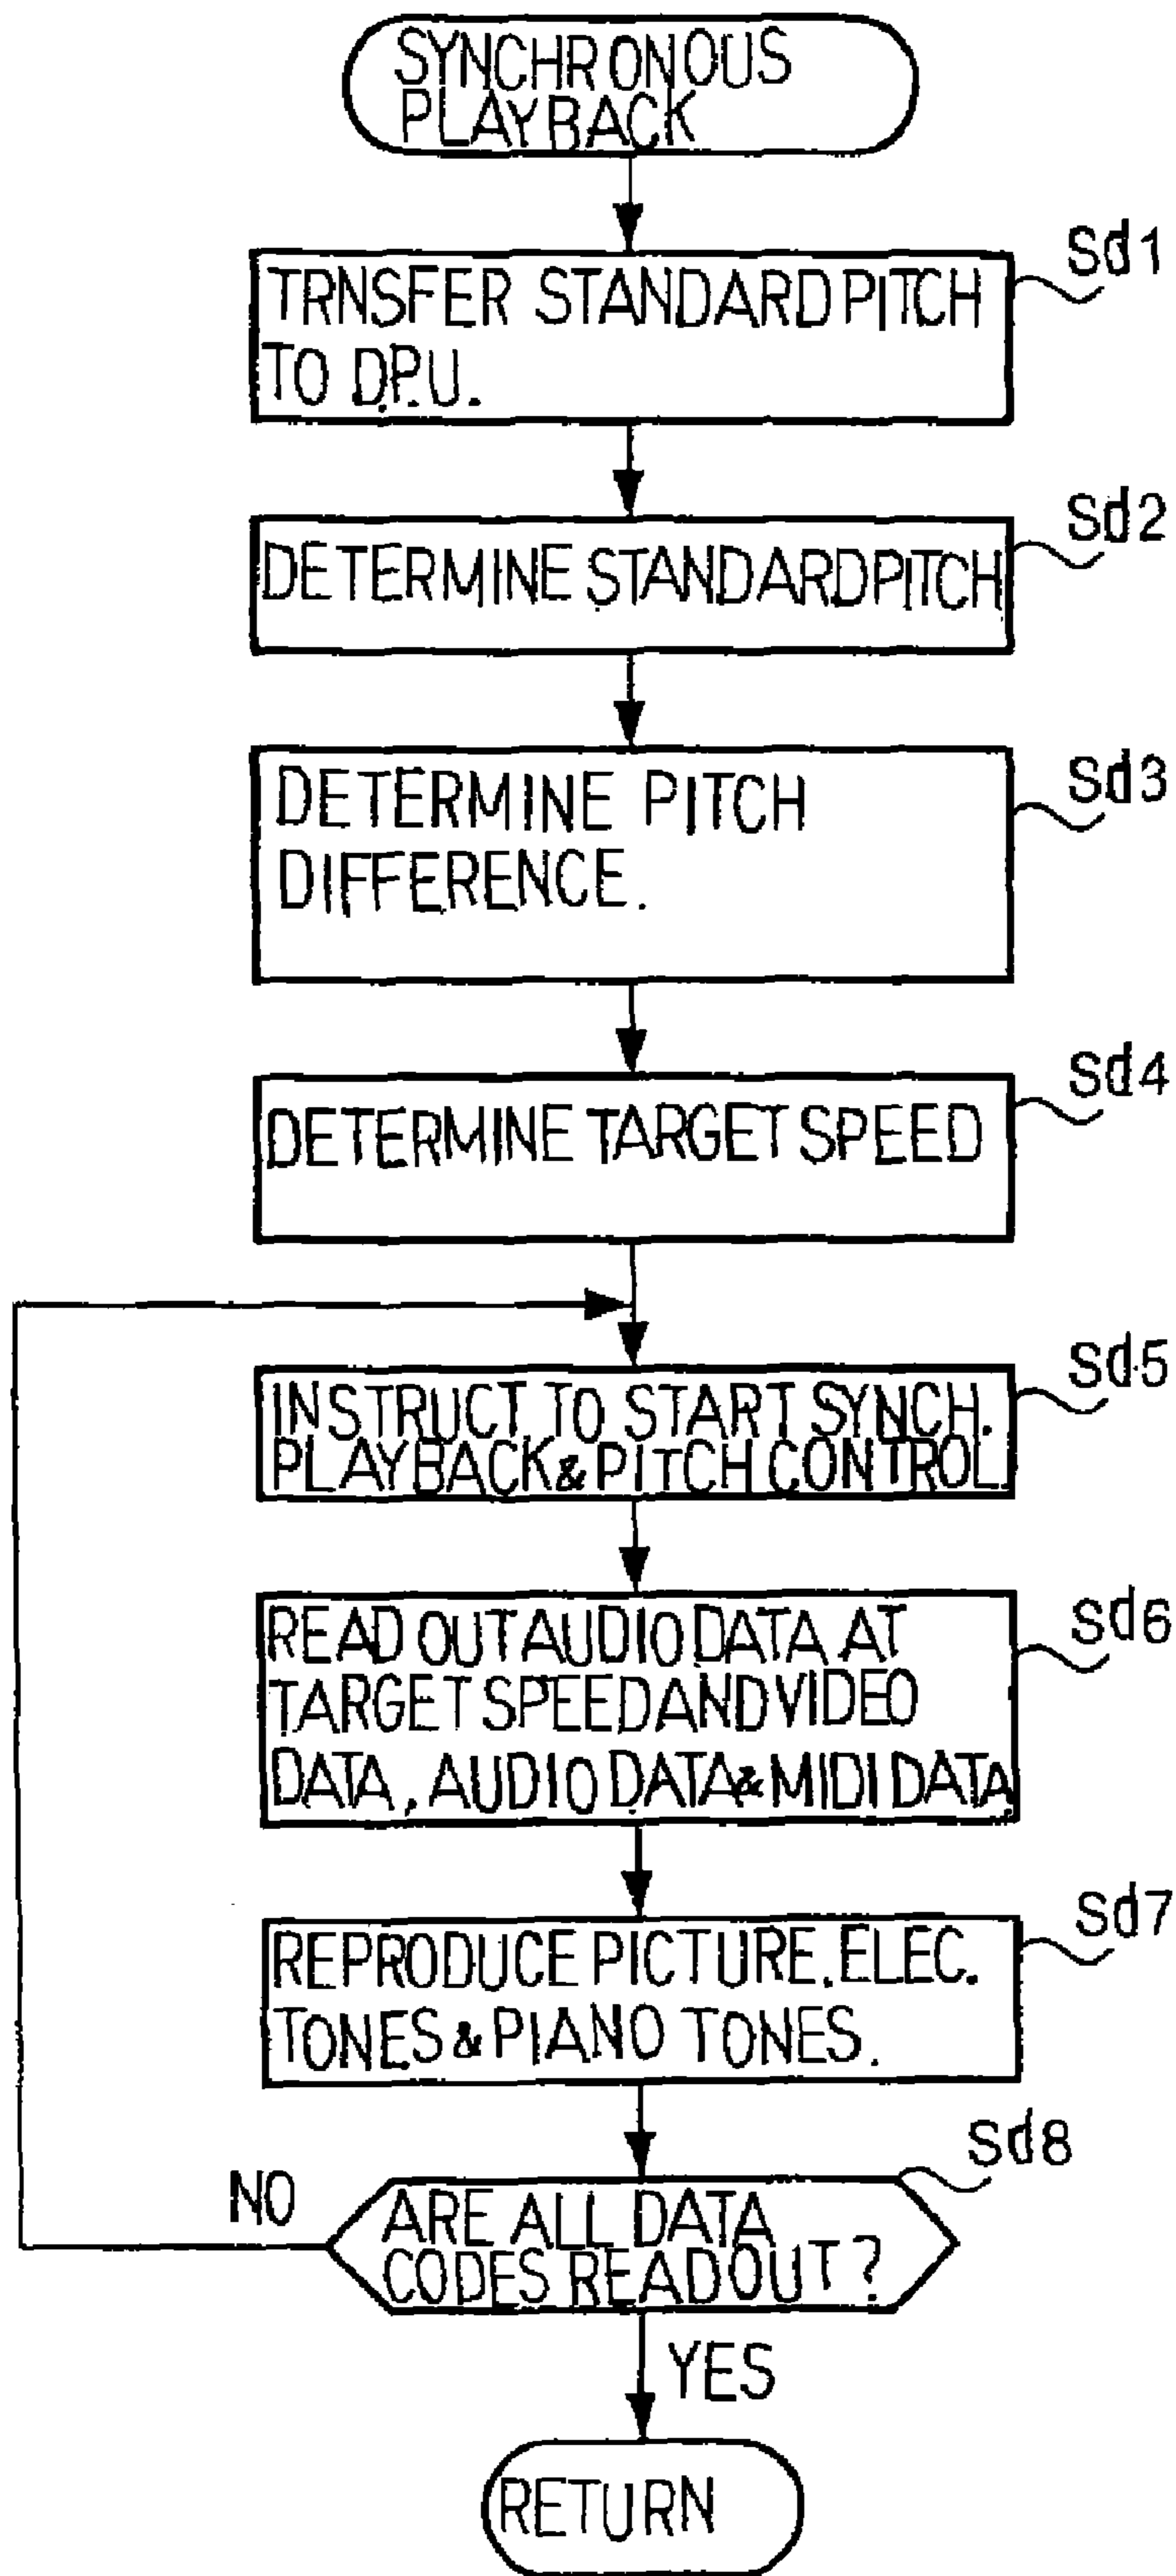 SYNCHRONOUS
PLAYBACK
Sd1
TRNSFER STANDARD PITCH
TO D.P.U.
Sd2
DETERMINE STANDARD PITCH
Sd3
DETERMINE PITCH
DIFFERENCE.
Sd4
DETERMINE TARGET SPEED
Sd5
INSTRUCT TO START SYNCH.
PLAYBACK & PITCH CONTROL.
Sd6
READ OUT AUDIO DATA AT
TARGET SPEED AND VIDEO
DATA, AUDIO DATA & MIDI DATA
Sd7
REPRODUCE PICTURE, ELEC.
TONES & PIANO TONES.
Sd8
NO
ARE ALL DATA
CODES READ OUT ?
YES
RETURN